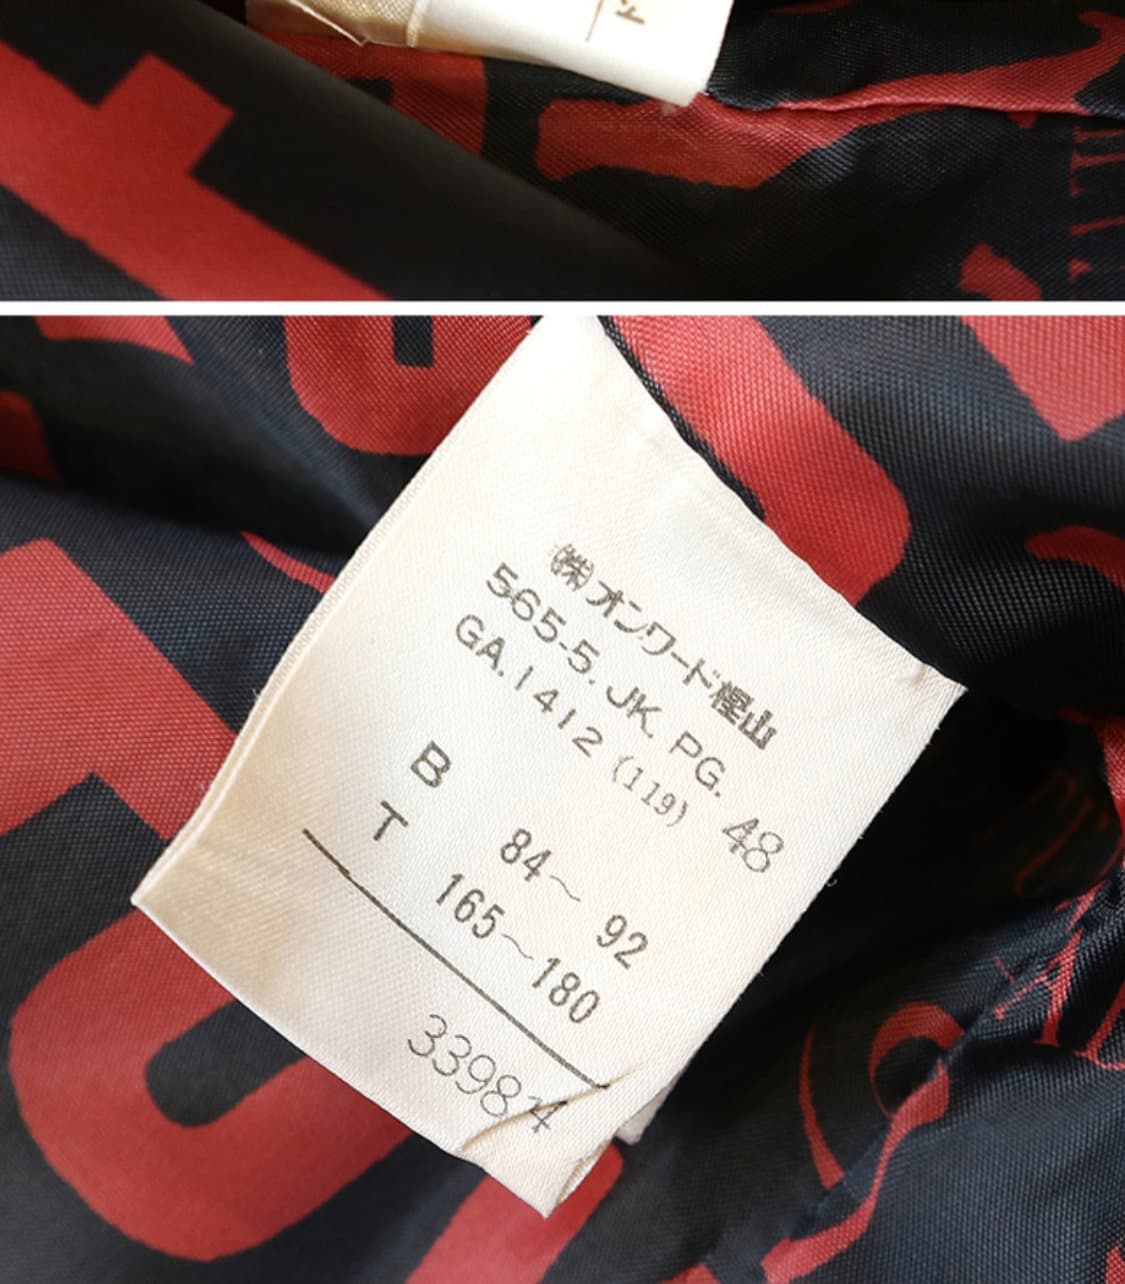 (株)オンワード樫山
565-5. JK. PG.
GA. 1412 (119) 48
B 84~ 92
T 165~180
33984